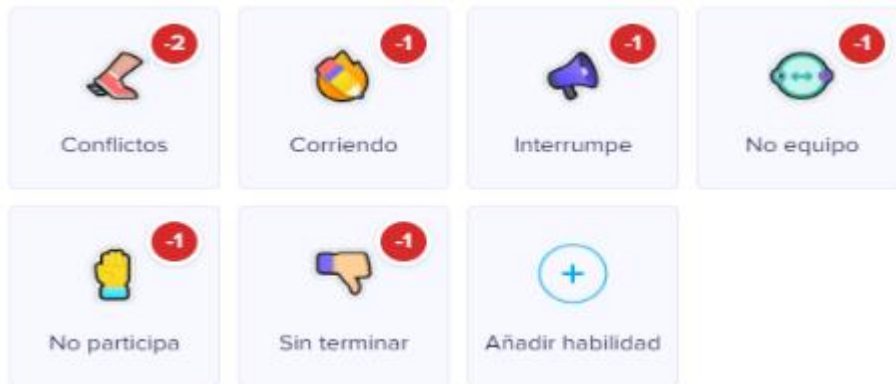 -2
-1
-1
-1
Conflictos
Corriendo
Interrumpe
No equipo
-1
-1
No participa
Sin terminar
Añadir habilidad